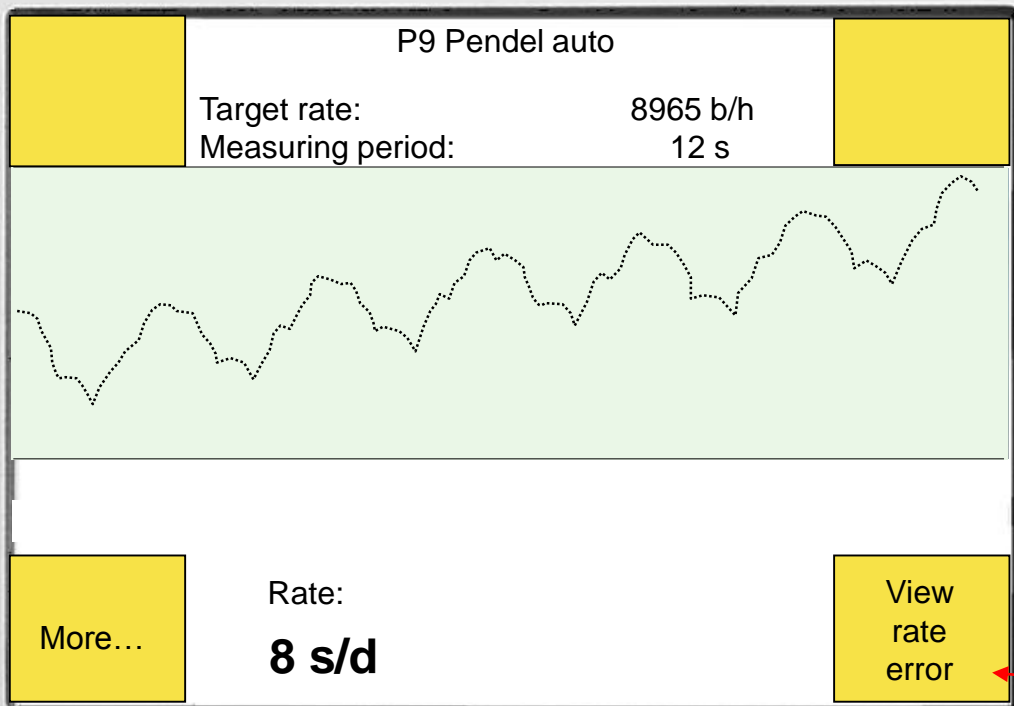 P9 Pendel auto
Target rate: 8965 b/h
Measuring period: 12 s
Rate:
8 s/d
More…
View
rate
error